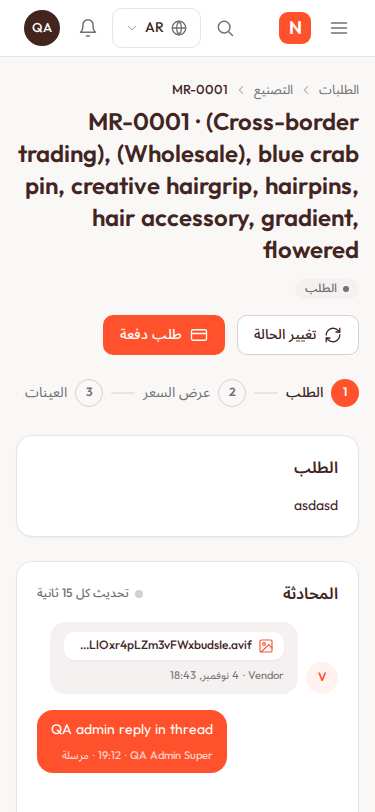 N
AR
QA
الطلبات > التصنيع > MR-0001
MR-0001 · (Cross-border
trading), (Wholesale), blue crab
pin, creative hairgrip, hairpins,
hair accessory, gradient,
flowered
الطلب
تغيير الحالة
طلب دفعة
1 الطلب
2 عرض السعر
3 العينات
الطلب
asdasd
المحادثة
تحديث كل 15 ثانية
...LIOxr4pLZm3vFWxbudsle.avif
Vendor · 4 نوفمبر, 18:43
V
QA admin reply in thread
QA Admin Super · 19:12 · مرسلة